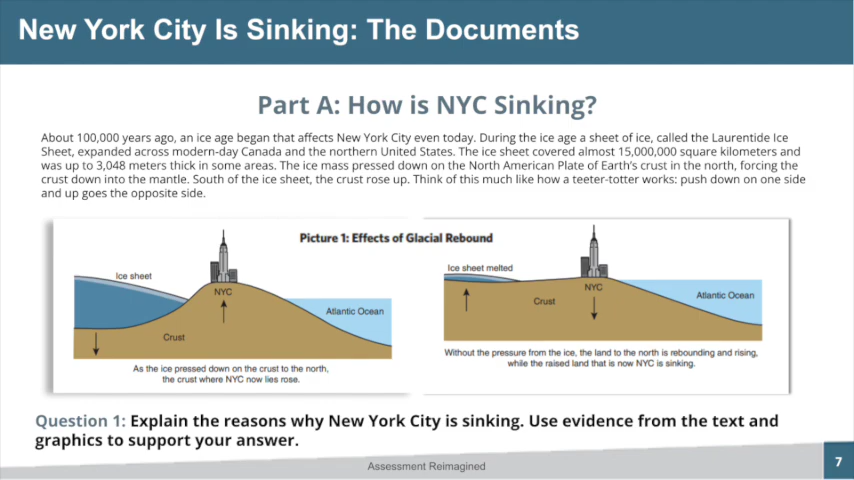 New York City Is Sinking: The Documents
Part A: How is NYC Sinking?
About 100,000 years ago, an ice age began that affects New York City even today. During the ice age a sheet of ice, called the Laurentide Ice
Sheet, expanded across modern-day Canada and the northern United States. The ice sheet covered almost 15,000,000 square kilometers and
was up to 3,048 meters thick in some areas. The ice mass pressed down on the North American Plate of Earth's crust in the north, forcing the
crust down into the mantle. South of the ice sheet, the crust rose up. Think of this much like how a teeter-totter works: push down on one side
and up goes the opposite side.
Picture 1: Effects of Glacial Rebound
Ice sheet
NYC
Atlantic Ocean
Crust
As the ice pressed down on the crust to the north,
the crust where NYC now lies rose.
Ice sheet melted
NYC
Atlantic Ocean
Crust
Without the pressure from the ice, the land to the north is rebounding and rising,
while the raised land that is now NYC is sinking.
Question 1: Explain the reasons why New York City is sinking. Use evidence from the text and
graphics to support your answer.
Assessment Reimagined
7